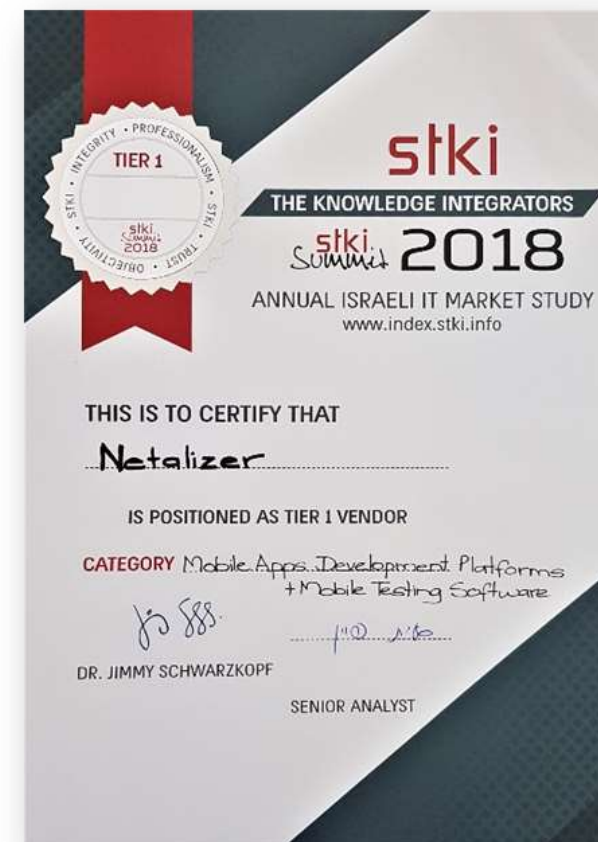 INTEGRITY • PROFESSIONALISM • STKI • TRUST • OBJECTIVITY • STKI •
TIER 1
stki
Summit
2018
stki
THE KNOWLEDGE INTEGRATORS
stki
Summit 2018
ANNUAL ISRAELI IT MARKET STUDY
www.index.stki.info
THIS IS TO CERTIFY THAT
Netalizer
IS POSITIONED AS TIER 1 VENDOR
CATEGORY Mobile Apps Development Platforms
+ Mobile Testing Software
DR. JIMMY SCHWARZKOPF
SENIOR ANALYST